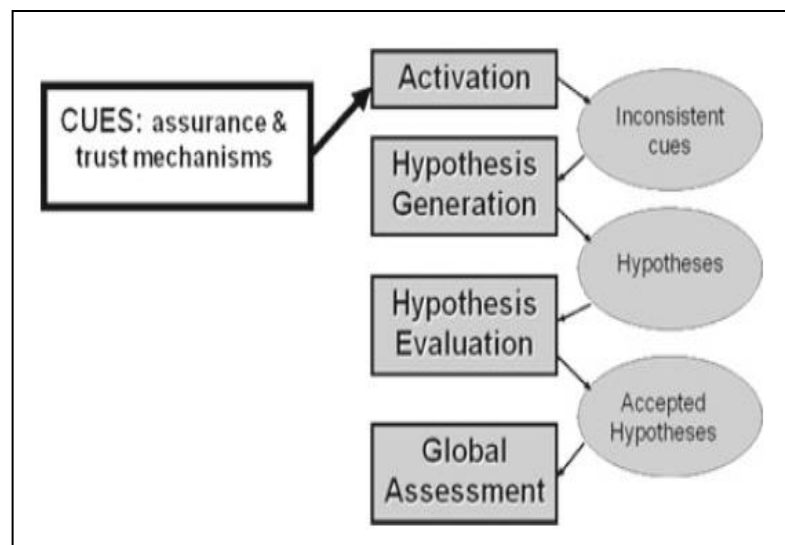 CUES: assurance &
trust mechanisms
Activation
Inconsistent
cues
Hypothesis
Generation
Hypotheses
Hypothesis
Evaluation
Accepted
Hypotheses
Global
Assessment